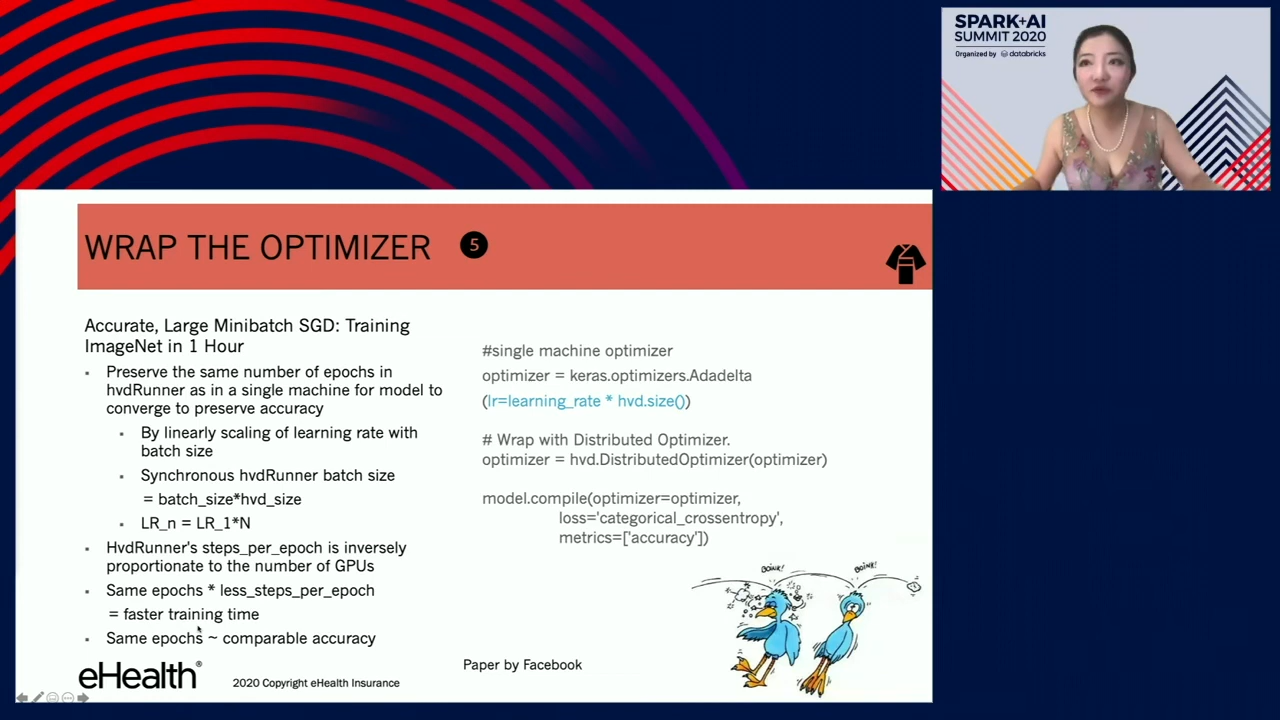 SPARK+AI
SUMMIT 2020
Organized by databricks
WRAP THE OPTIMIZER 5
Accurate, Large Minibatch SGD: Training
ImageNet in 1 Hour
Preserve the same number of epochs in
hvdRunner as in a single machine for model to
converge to preserve accuracy
By linearly scaling of learning rate with
batch size
Synchronous hvdRunner batch size
= batch_size*hvd_size
LR_n = LR_1*N
HvdRunner's steps_per_epoch is inversely
proportionate to the number of GPUs
Same epochs * less_steps_per_epoch
= faster training time
Same epochs ~ comparable accuracy
#single machine optimizer
optimizer = keras.optimizers.Adadelta
(lr=learning_rate * hvd.size())
# Wrap with Distributed Optimizer.
optimizer = hvd.DistributedOptimizer(optimizer)
model.compile(optimizer=optimizer,
loss='categorical_crossentropy',
metrics=['accuracy'])
BOINK!
BOINK!
Paper by Facebook
eHealth®
2020 Copyright eHealth Insurance